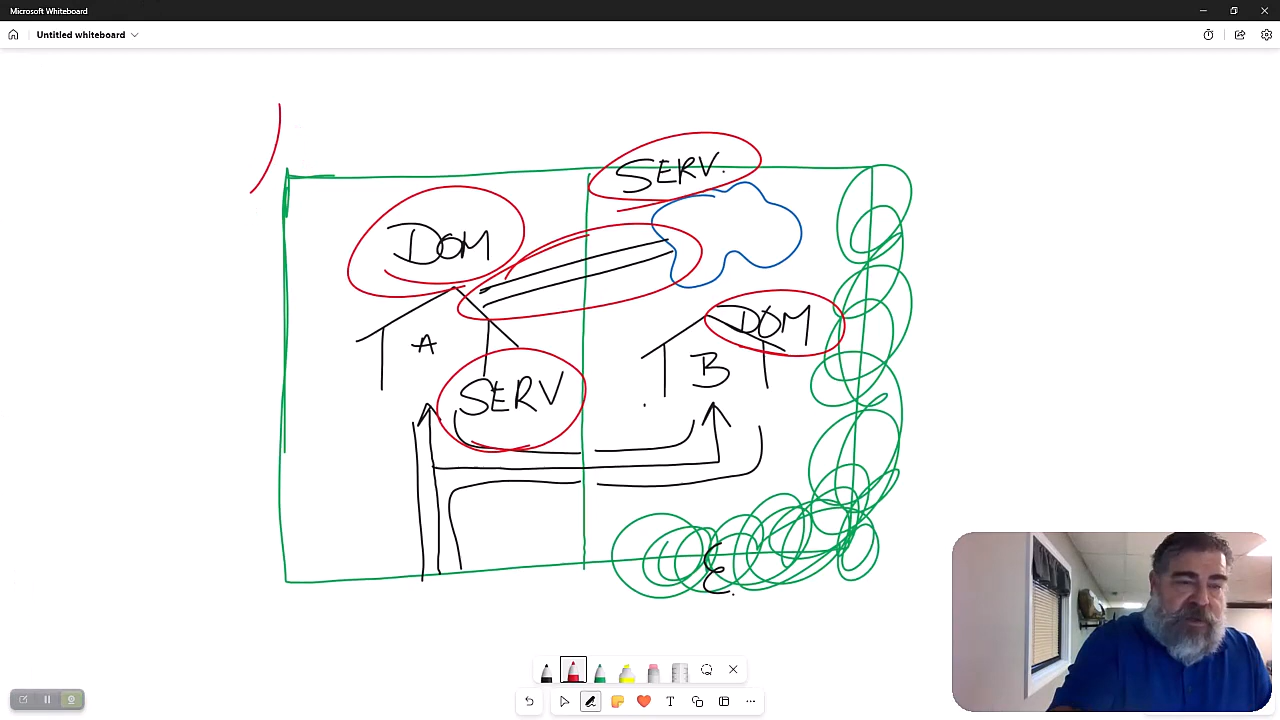 Microsoft Whiteboard
Untitled whiteboard
SERV.
DOM
DOM
A
B
SERV
E.
T